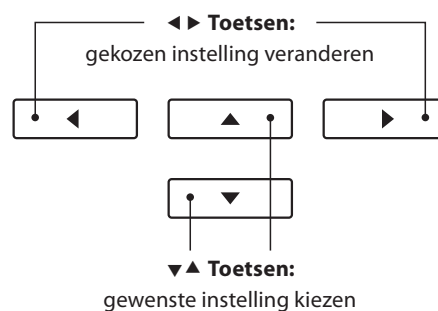 ◄► Toetsen:
gekozen instelling veranderen
▼▲ Toetsen:
gewenste instelling kiezen